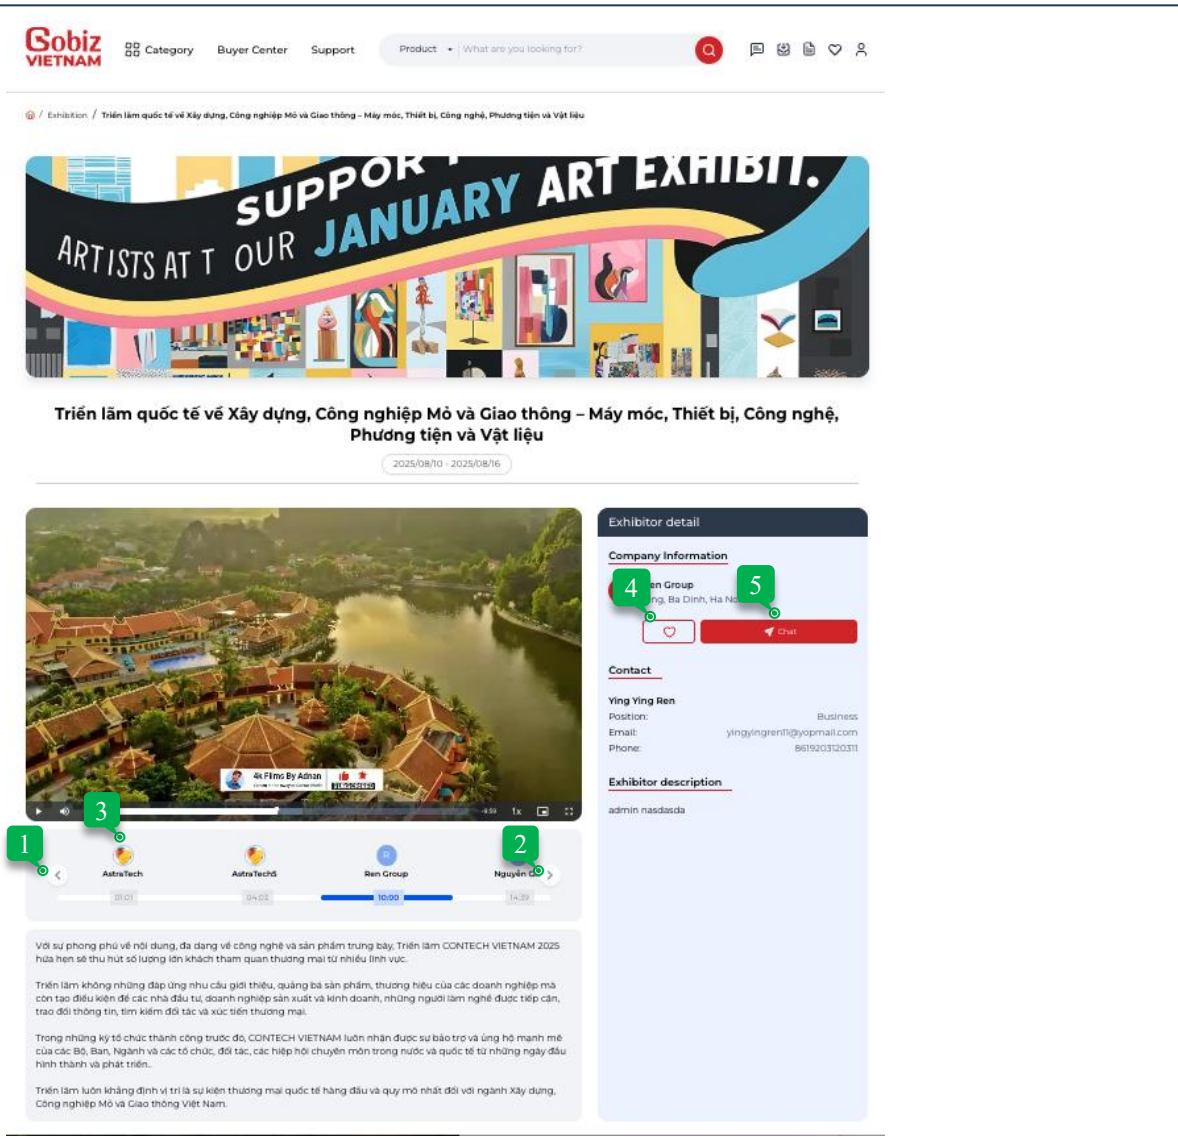 Gobiz
VIETNAM
Category
Buyer Center
Support
Product
What are you looking for?
/ Exhibition / Triển lãm quốc tế về Xây dựng, Công nghiệp Mỏ và Giao thông – Máy móc, Thiết bị, Công nghệ, Phương tiện và Vật liệu
SUPPORT
ARTISTS AT T OUR JANUARY ART EXHIBIT.
Triển lãm quốc tế về Xây dựng, Công nghiệp Mỏ và Giao thông – Máy móc, Thiết bị, Công nghệ,
Phương tiện và Vật liệu
2025/08/10 - 2025/08/16
4k Films By Adnan
-4:59
1x
3
1
2
AstraTech
AstraTech5
R
Ren Group
Nguyễn
01:01
04:03
10:00
14:39
Với sự phong phú về nội dung, đa dạng về công nghệ và sản phẩm trưng bày, Triển lãm CONTECH VIETNAM 2025
hứa hẹn sẽ thu hút số lượng lớn khách tham quan thương mại từ nhiều lĩnh vực.
Triển lãm không những đáp ứng nhu cầu giới thiệu, quảng bá sản phẩm, thương hiệu của các doanh nghiệp mà
còn tạo điều kiện để các nhà đầu tư, doanh nghiệp sản xuất và kinh doanh, những người làm nghề được tiếp cận,
trao đổi thông tin, tìm kiếm đối tác và xúc tiến thương mại.
Trong những kỳ tổ chức thành công trước đó, CONTECH VIETNAM luôn nhận được sự bảo trợ và ủng hộ mạnh mẽ
của các Bộ, Ban, Ngành và các tổ chức, đối tác, các hiệp hội chuyên môn trong nước và quốc tế từ những ngày đầu
hình thành và phát triển..
Triển lãm luôn khẳng định vị trí là sự kiện thương mại quốc tế hàng đầu và quy mô nhất đối với ngành Xây dựng,
Công nghiệp Mỏ và Giao thông Việt Nam.
Exhibitor detail
Company Information
4
5
en Group
ng, Ba Dinh, Ha No
Chat
Contact
Ying Ying Ren
Position: Business
Email: yingyingren11@yopmail.com
Phone: 8619203120311
Exhibitor description
admin nasdasda